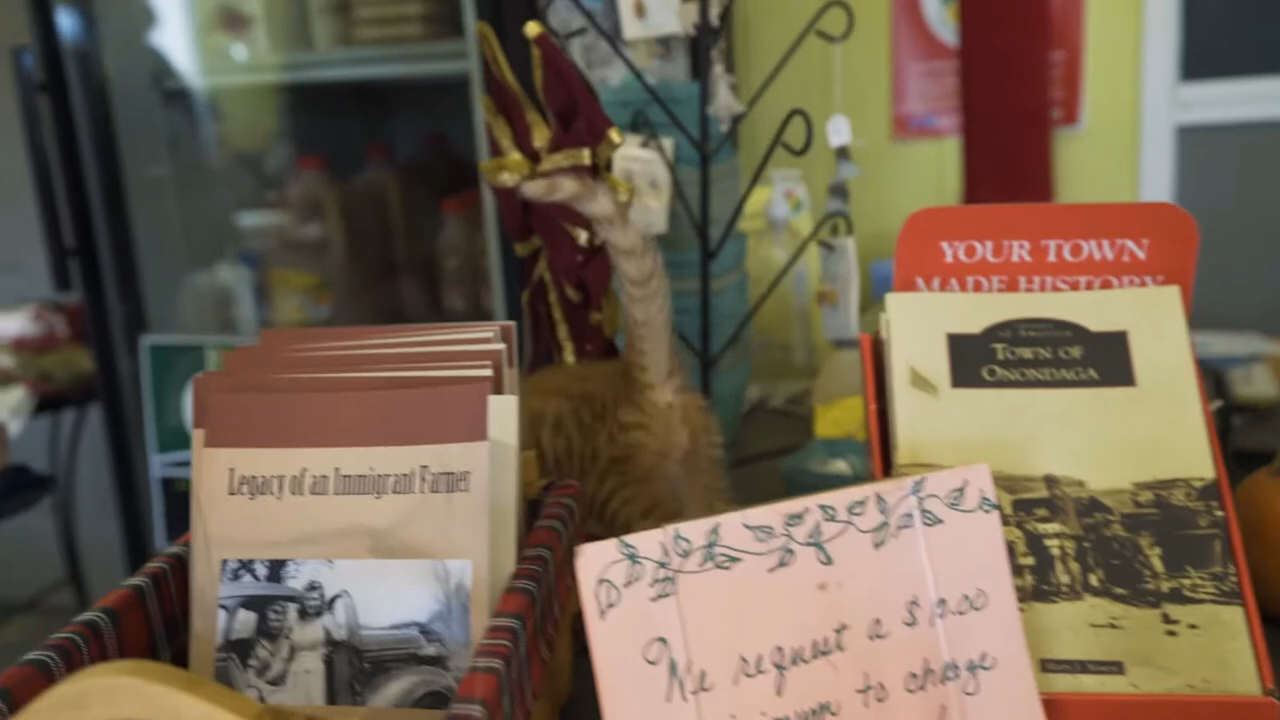 YOUR TOWN
MADE HISTORY
TOWN OF
ONONDAGA
Legacy of an Immigrant Farmer
We request a $
to charge